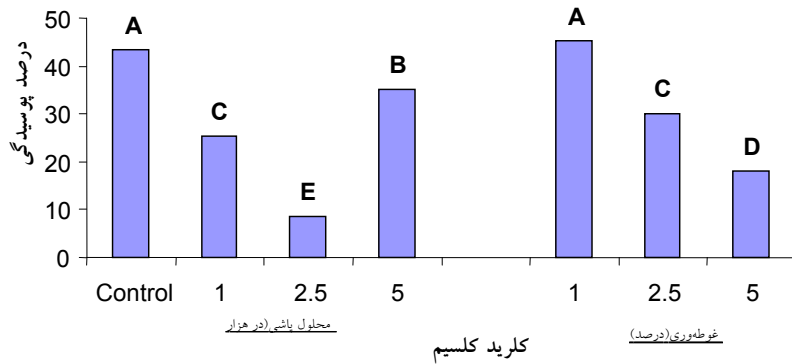 درصد پوسیدگی
50
40
30
20
10
0
A
C
E
B
A
C
D
Control 1 2.5 5 1 2.5 5
محلول پاشی(در هزار
غوطه‌وری(درصد)
کلرید کلسیم